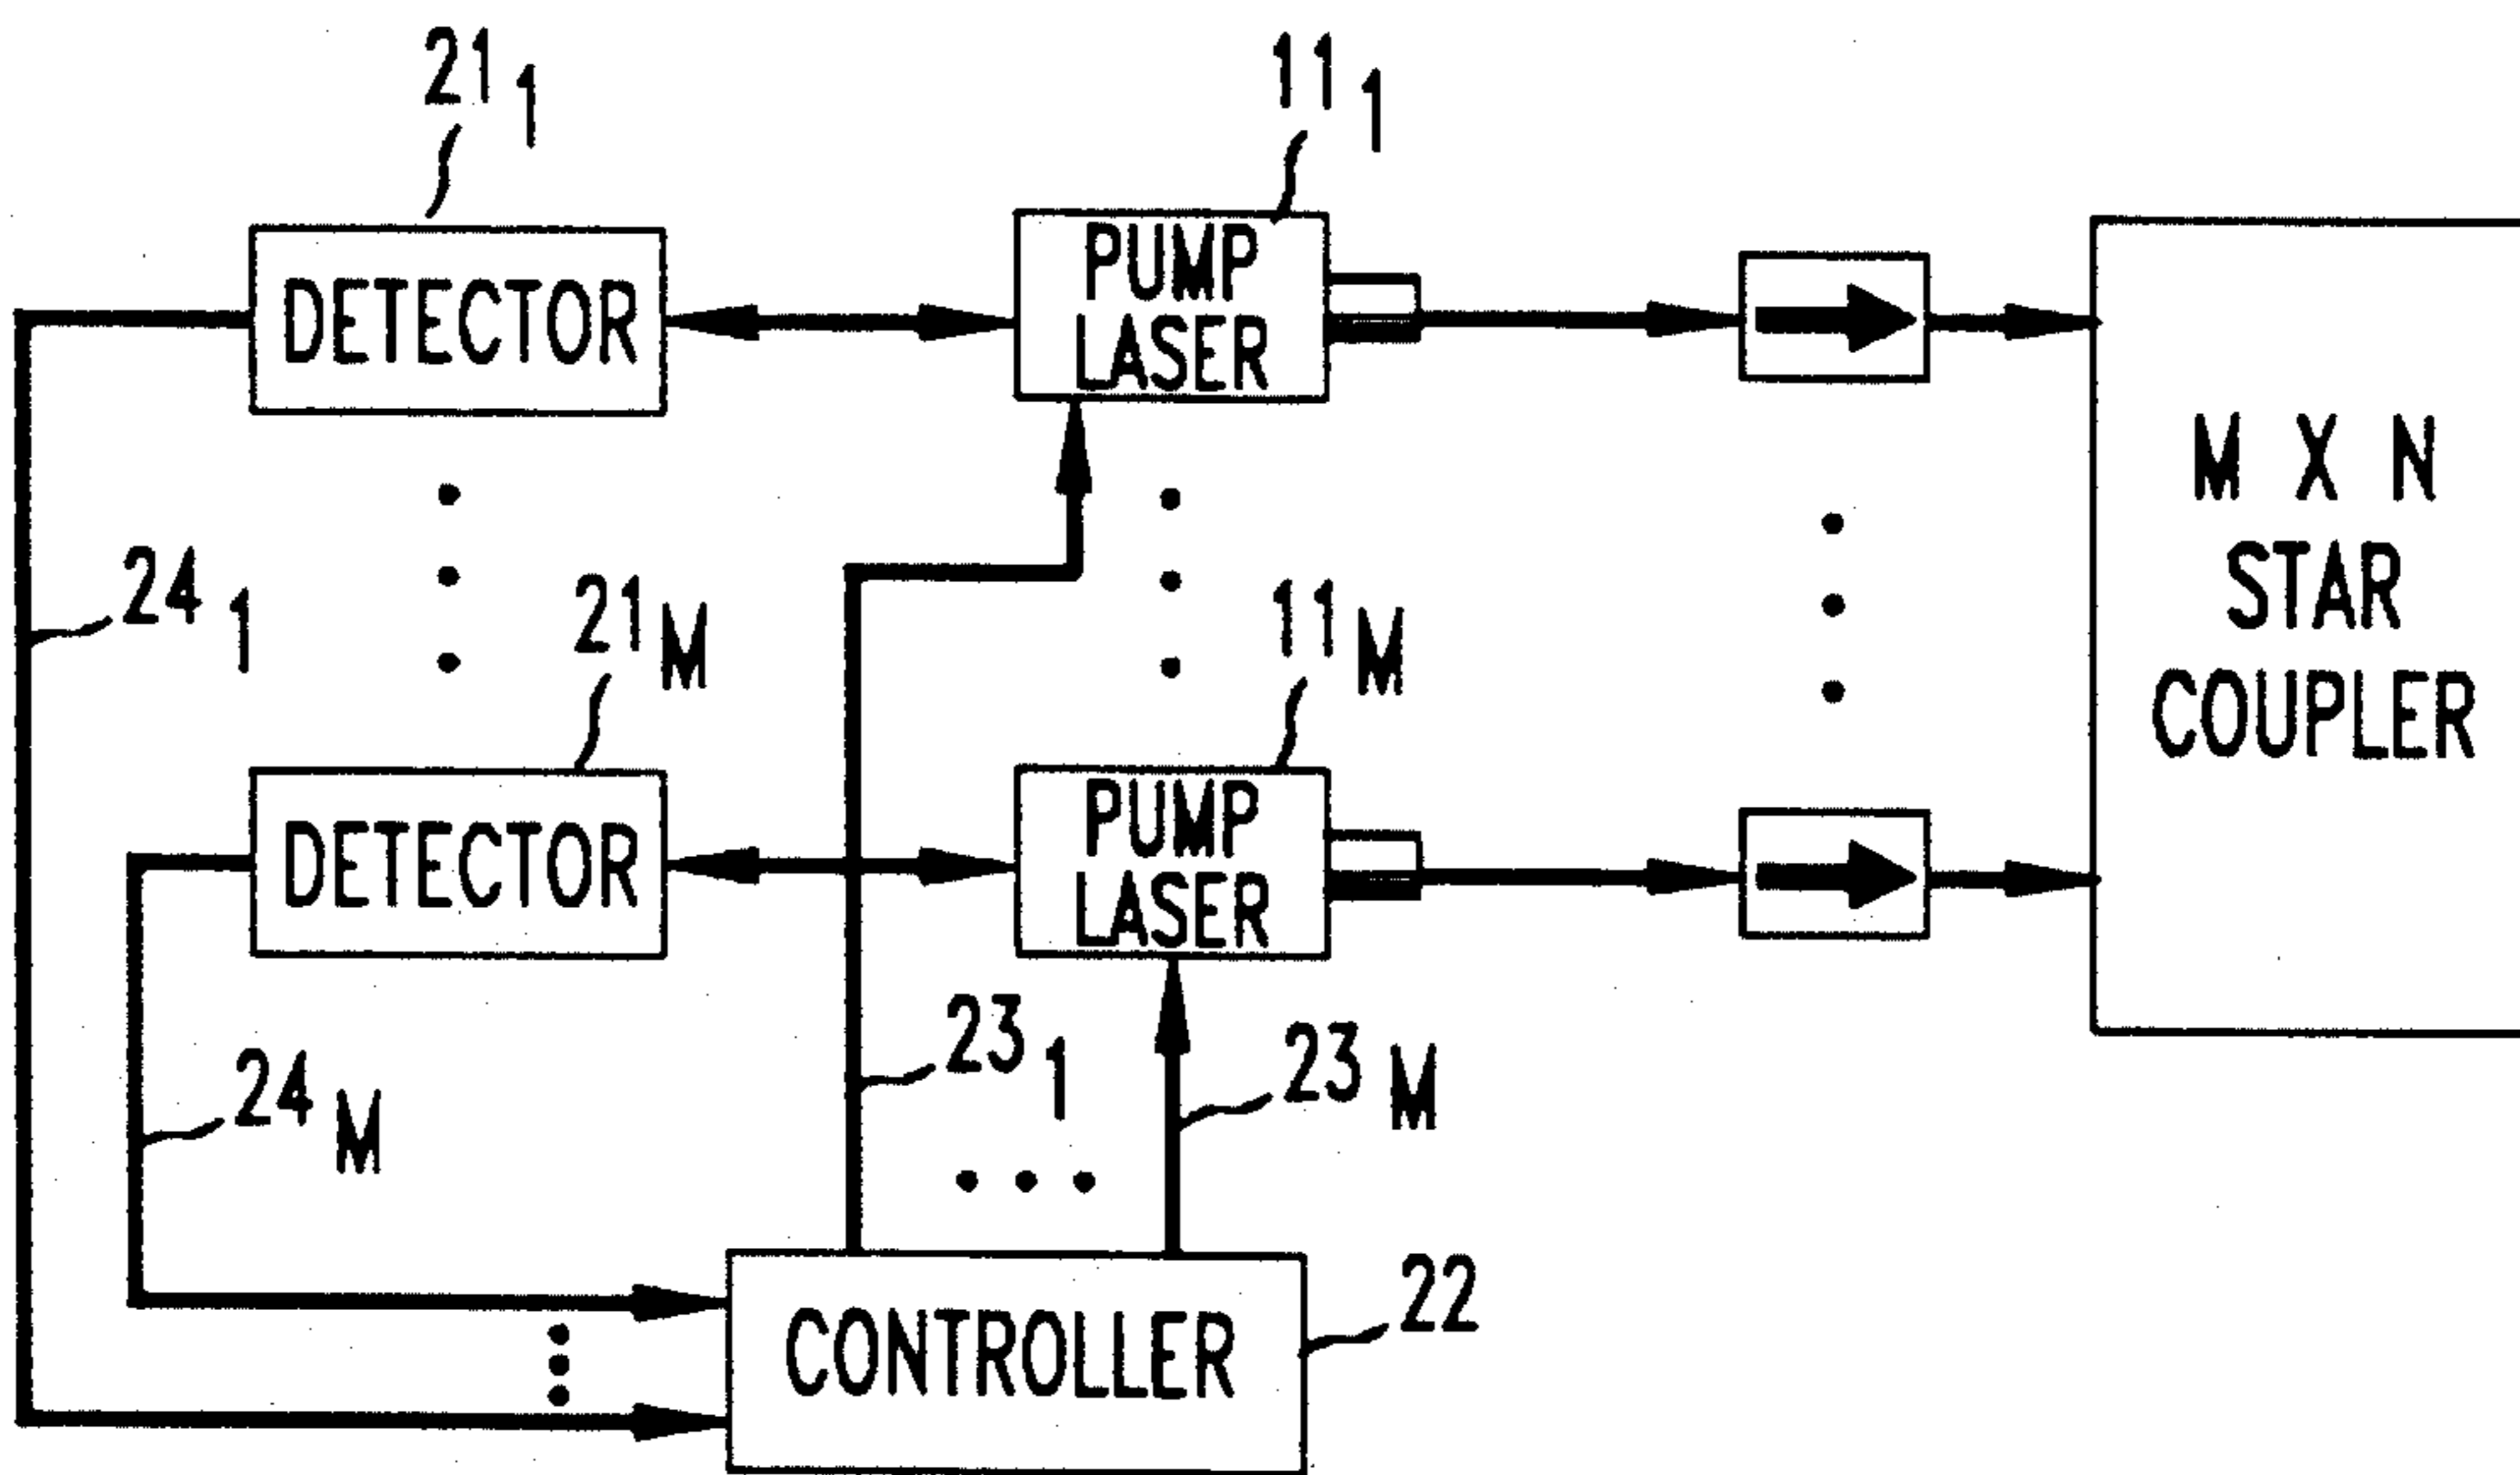 21 1
11 1
DETECTOR
PUMP
LASER
M X N
STAR
COUPLER
24 1
21 M
11 M
DETECTOR
PUMP
LASER
23 1
23 M
24 M
22
CONTROLLER